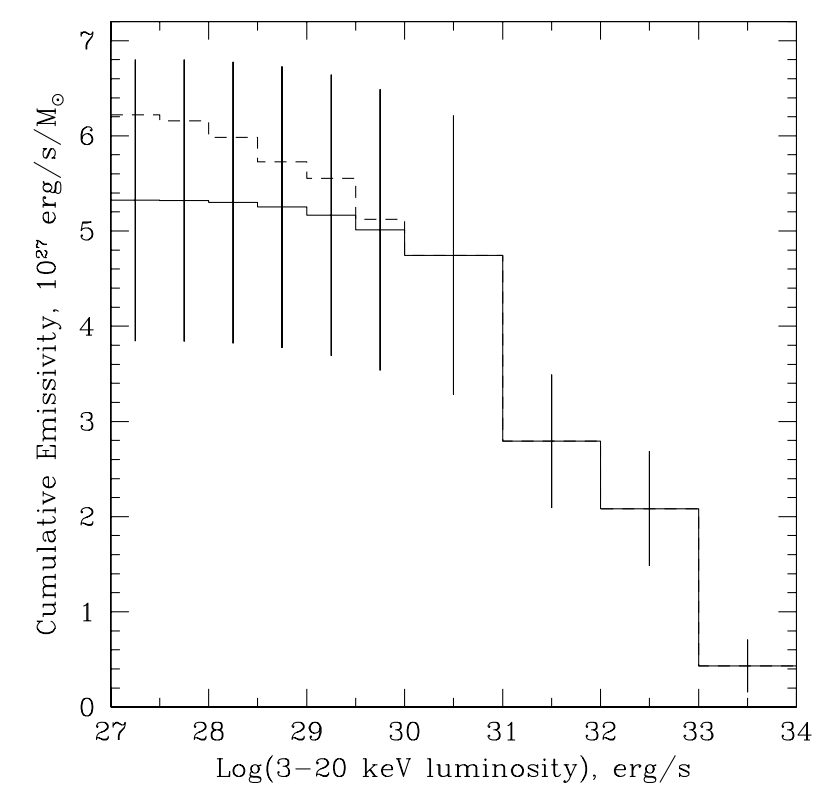 7
6
5
4
3
2
1
0
Cumulative Emissivity, 10²⁷ erg/s/M☉
27 28 29 30 31 32 33 34
Log(3−20 keV luminosity), erg/s